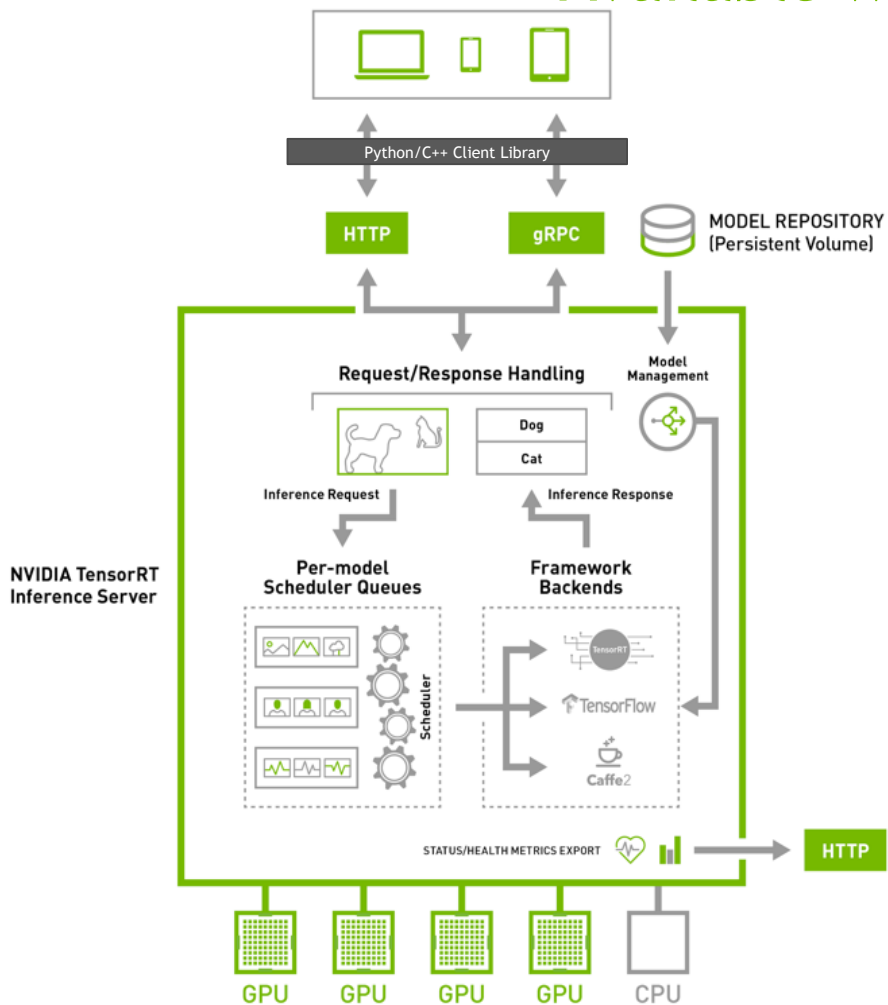 Python/C++ Client Library
HTTP
gRPC
MODEL REPOSITORY
(Persistent Volume)
Request/Response Handling
Model
Management
Dog
Cat
Inference Request
Inference Response
NVIDIA TensorRT
Inference Server
Per-model
Scheduler Queues
Framework
Backends
Scheduler
TensorRT
TensorFlow
Caffe2
STATUS/HEALTH METRICS EXPORT
HTTP
GPU
GPU
GPU
GPU
CPU